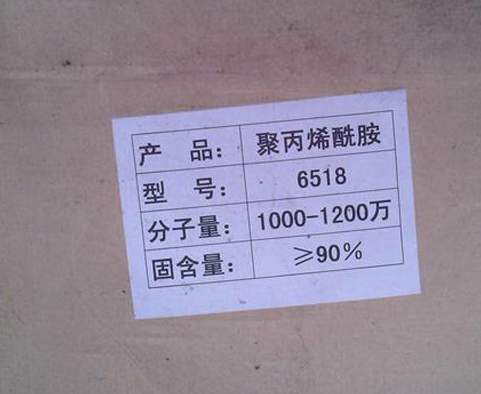 产 品： 聚丙烯酰胺
型 号： 6518
分子量： 1000-1200万
固含量： ≥90%